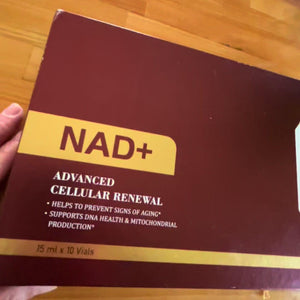 NAD+
ADVANCED
CELLULAR RENEWAL
• HELPS TO PREVENT SIGNS OF AGING*
• SUPPORTS DNA HEALTH & MITOCHONDRIAL
PRODUCTION*
15 ml x 10 Vials